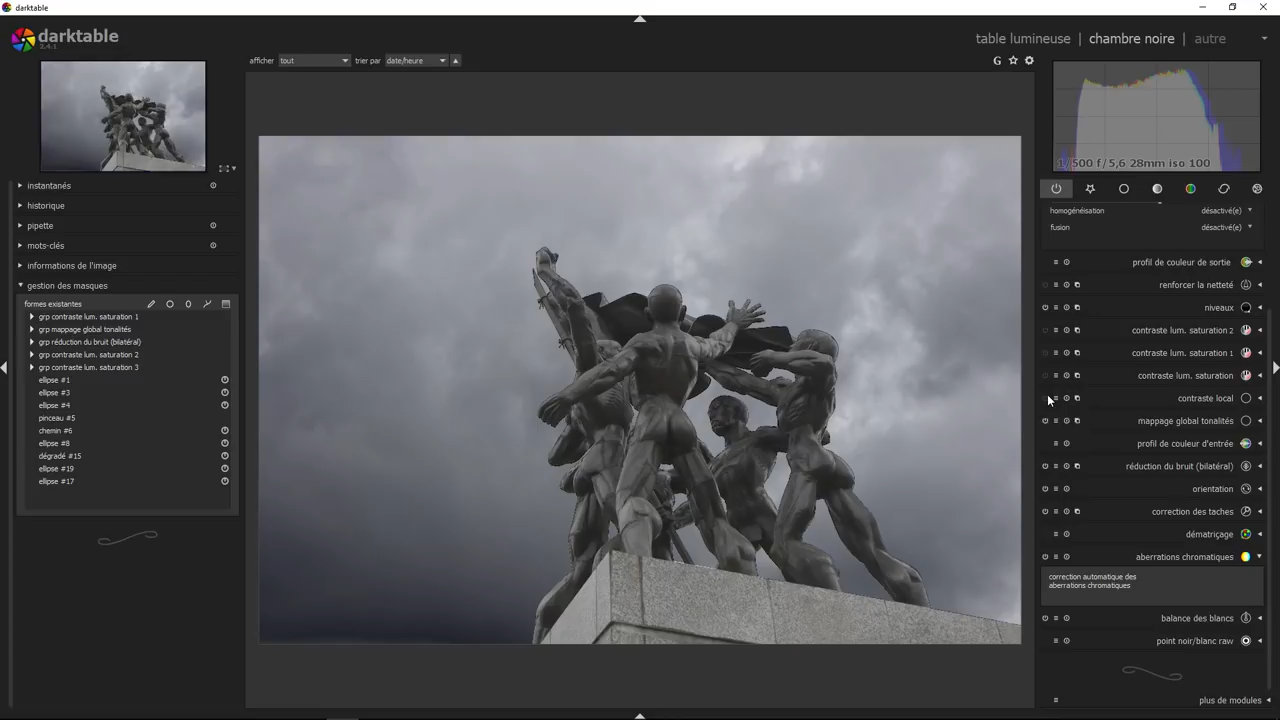 darktable
darktable
2.4.1
table lumineuse | chambre noire | autre
afficher tout trier par date/heure
1/500 f/5,6 28mm iso 100
instantanés
historique
pipette
mots-clés
informations de l'image
gestion des masques
formes existantes
grp contraste lum. saturation 1
grp mappage global tonalités
grp réduction du bruit (bilatéral)
grp contraste lum. saturation 2
grp contraste lum. saturation 3
ellipse #1
ellipse #3
ellipse #4
pinceau #5
chemin #6
ellipse #8
dégradé #15
ellipse #19
ellipse #17
homogénéisation désactivé(e)
fusion désactivé(e)
profil de couleur de sortie
renforcer la netteté
niveaux
contraste lum. saturation 2
contraste lum. saturation 1
contraste lum. saturation
contraste local
mappage global tonalités
profil de couleur d'entrée
réduction du bruit (bilatéral)
orientation
correction des taches
dématriçage
aberrations chromatiques
correction automatique des
aberrations chromatiques
balance des blancs
point noir/blanc raw
plus de modules